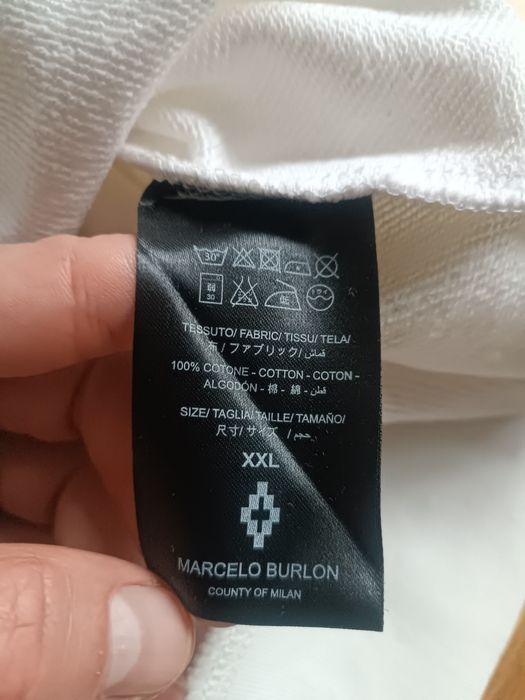 30°
30
TESSUTO/ FABRIC/ TISSU/ TELA/
布/ ファブリック/ قماش/
100% COTONE - COTTON - COTON -
ALGODÓN - 棉 - 綿 - قطن
SIZE/ TAGLIA/ TAILLE/ TAMAÑO/
尺寸/ サイズ / حجم/
XXL
MARCELO BURLON
COUNTY OF MILAN